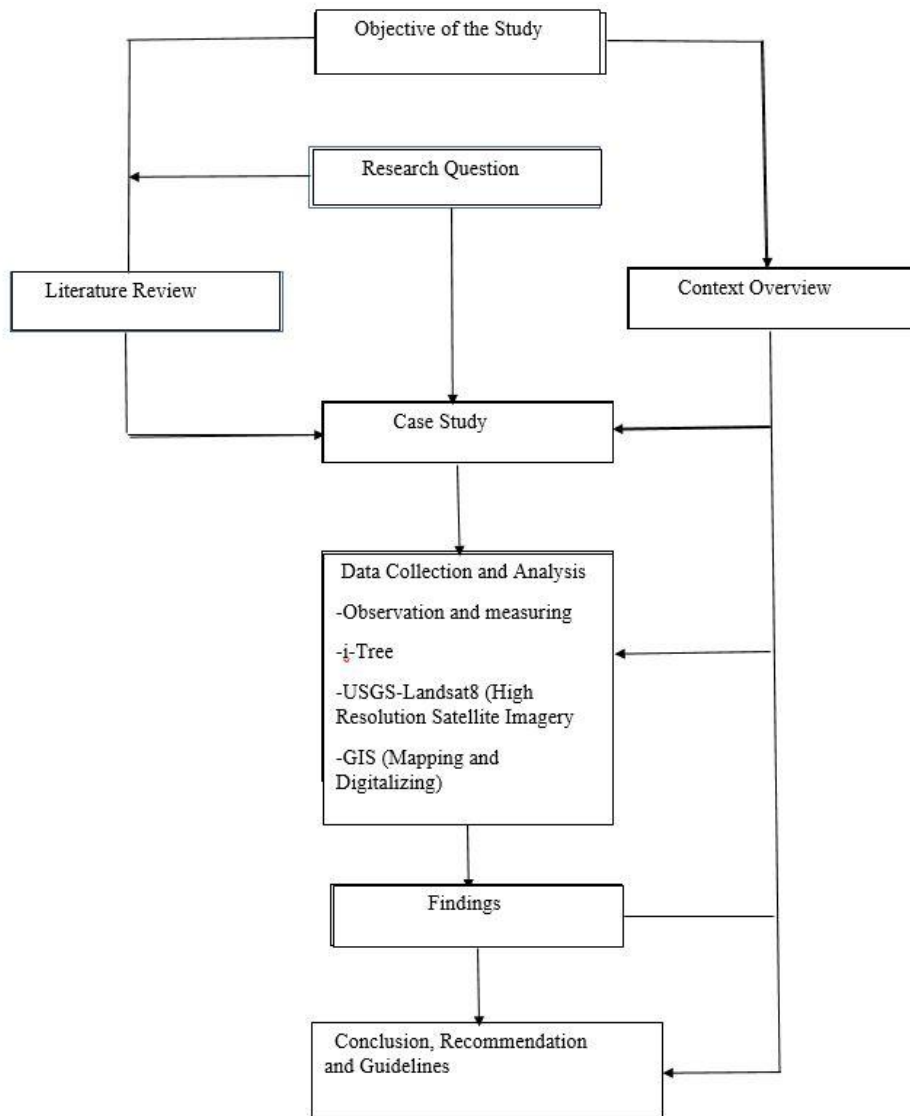 Objective of the Study
Research Question
Literature Review
Context Overview
Case Study
Data Collection and Analysis
-Observation and measuring
-i-Tree
-USGS-Landsat8 (High
Resolution Satellite Imagery
-GIS (Mapping and
Digitalizing)
Findings
Conclusion, Recommendation
and Guidelines